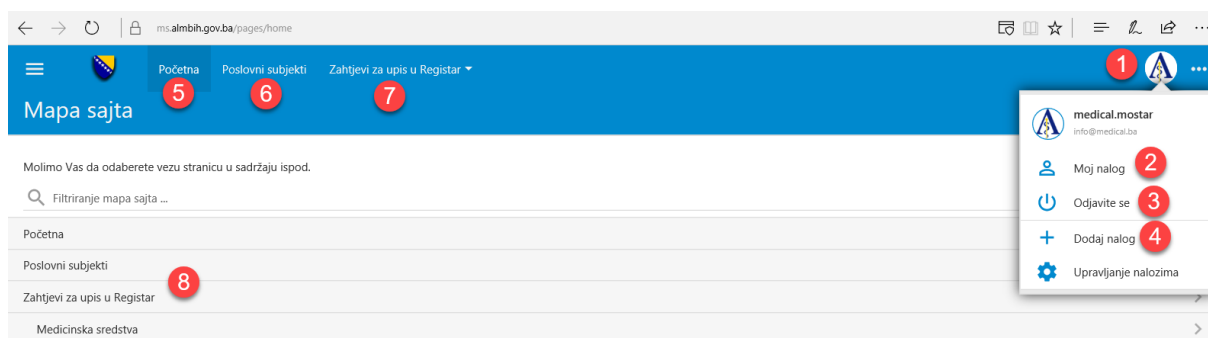 ms.almbih.gov.ba/pages/home
Početna Poslovni subjekti Zahtjevi za upis u Registar
1
5 6 7
Mapa sajta
medical.mostar
info@medical.ba
Moj nalog 2
Odjavite se 3
Dodaj nalog 4
Upravljanje nalozima
Molimo Vas da odaberete vezu stranicu u sadržaju ispod.
Filtriranje mapa sajta ...
Početna
Poslovni subjekti
8
Zahtjevi za upis u Registar
Medicinska sredstva